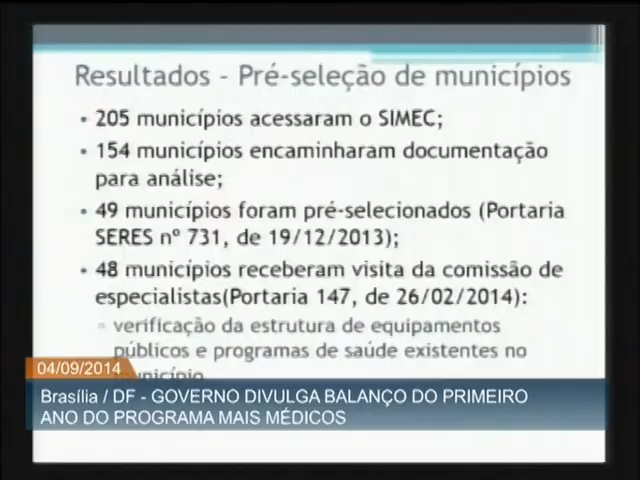 Resultados – Pré-seleção de municípios
• 205 municípios acessaram o SIMEC;
• 154 municípios encaminharam documentação
para análise;
• 49 municípios foram pré-selecionados (Portaria
SERES nº 731, de 19/12/2013);
• 48 municípios receberam visita da comissão de
especialistas(Portaria 147, de 26/02/2014):
▫ verificação da estrutura de equipamentos
públicos e programas de saúde existentes no
município
04/09/2014
Brasília / DF - GOVERNO DIVULGA BALANÇO DO PRIMEIRO
ANO DO PROGRAMA MAIS MÉDICOS